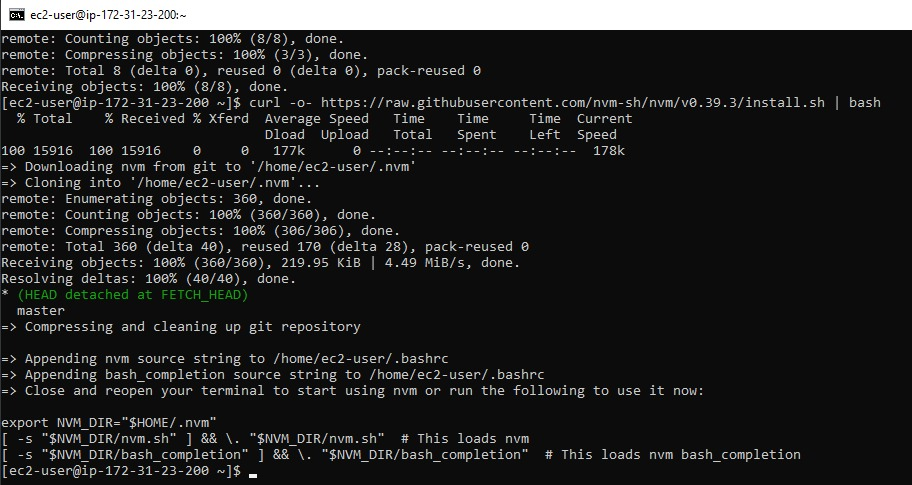 ec2-user@ip-172-31-23-200:~
remote: Counting objects: 100% (8/8), done.
remote: Compressing objects: 100% (3/3), done.
remote: Total 8 (delta 0), reused 0 (delta 0), pack-reused 0
Receiving objects: 100% (8/8), done.
[ec2-user@ip-172-31-23-200 ~]$ curl -o- https://raw.githubusercontent.com/nvm-sh/nvm/v0.39.3/install.sh | bash
  % Total    % Received % Xferd  Average Speed   Time    Time     Time  Current
                                 Dload  Upload   Total   Spent    Left  Speed
100 15916  100 15916    0     0   177k      0 --:--:-- --:--:-- --:--:--  178k
=> Downloading nvm from git to '/home/ec2-user/.nvm'
=> Cloning into '/home/ec2-user/.nvm'...
remote: Enumerating objects: 360, done.
remote: Counting objects: 100% (360/360), done.
remote: Compressing objects: 100% (306/306), done.
remote: Total 360 (delta 40), reused 170 (delta 28), pack-reused 0
Receiving objects: 100% (360/360), 219.95 KiB | 4.49 MiB/s, done.
Resolving deltas: 100% (40/40), done.
* (HEAD detached at FETCH_HEAD)
  master
=> Compressing and cleaning up git repository

=> Appending nvm source string to /home/ec2-user/.bashrc
=> Appending bash_completion source string to /home/ec2-user/.bashrc
=> Close and reopen your terminal to start using nvm or run the following to use it now:

export NVM_DIR="$HOME/.nvm"
[ -s "$NVM_DIR/nvm.sh" ] && \. "$NVM_DIR/nvm.sh"  # This loads nvm
[ -s "$NVM_DIR/bash_completion" ] && \. "$NVM_DIR/bash_completion"  # This loads nvm bash_completion
[ec2-user@ip-172-31-23-200 ~]$